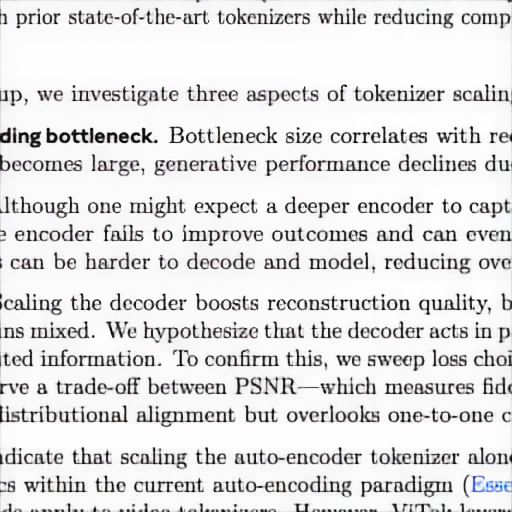 prior state-of-the-art tokenizers while reducing comp
up, we investigate three aspects of tokenizer scaling
ding bottleneck. Bottleneck size correlates with re
becomes large, generative performance declines du
lthough one might expect a deeper encoder to capt
e encoder fails to improve outcomes and can even
s can be harder to decode and model, reducing ove
Scaling the decoder boosts reconstruction quality, b
ins mixed. We hypothesize that the decoder acts in p
ited information. To confirm this, we sweep loss choi
rve a trade-off between PSNR—which measures fide
distributional alignment but overlooks one-to-one c
ndicate that scaling the auto-encoder tokenizer alon
cs within the current auto-encoding paradigm (Esse